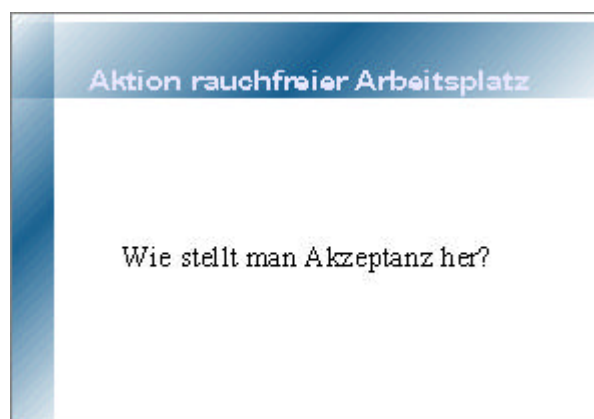 Aktion rauchfreier Arbeitsplatz
Wie stellt man Akzeptanz her?